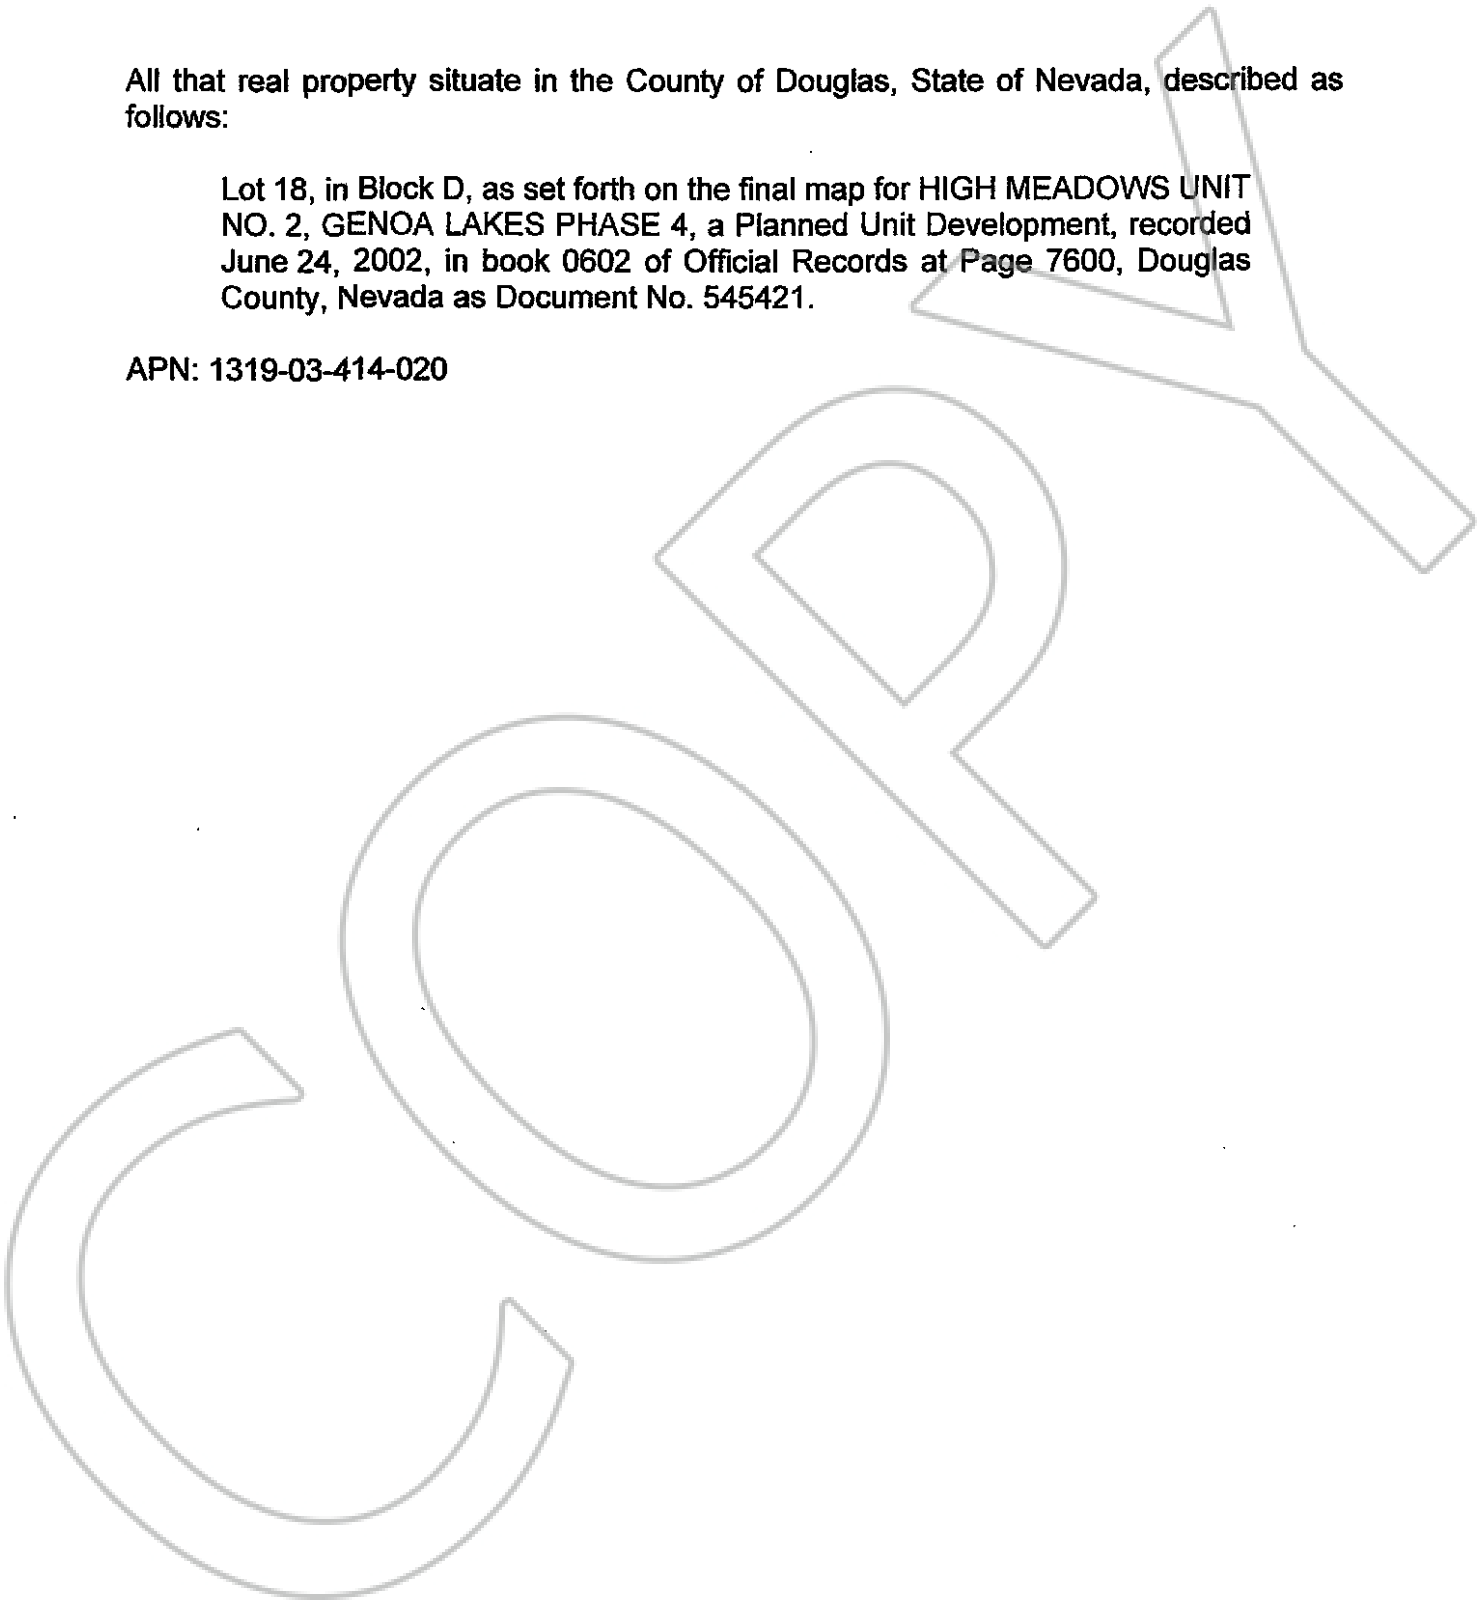 All that real property situate in the County of Douglas, State of Nevada, described as
follows:
Lot 18, in Block D, as set forth on the final map for HIGH MEADOWS UNIT
NO. 2, GENOA LAKES PHASE 4, a Planned Unit Development, recorded
June 24, 2002, in book 0602 of Official Records at Page 7600, Douglas
County, Nevada as Document No. 545421.
APN: 1319-03-414-020
COPY